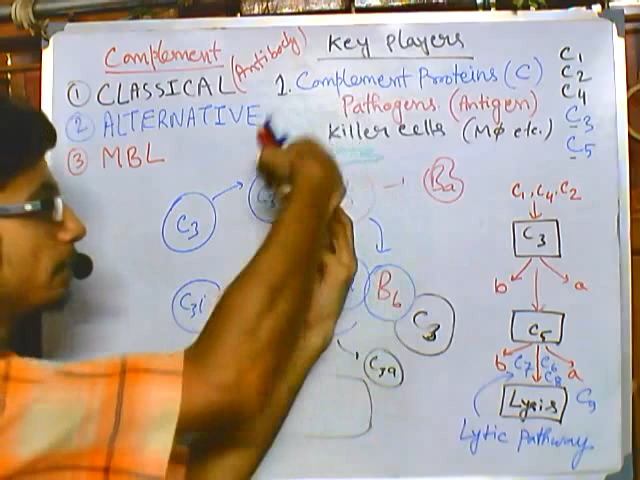 Complement
① CLASSICAL (Antibody)
② ALTERNATIVE
③ MBL
Key Players
1. Complement Proteins (C)
Pathogens (Antigen)
Killer cells (Mφ etc.)
C1
C2
C4
C3
C5
C3
Ba
C3i
Bb
C3
C3a
C1, C4, C2
C3
b a
C5
b C7 C6 a
C8
Lysis C9
Lytic pathway